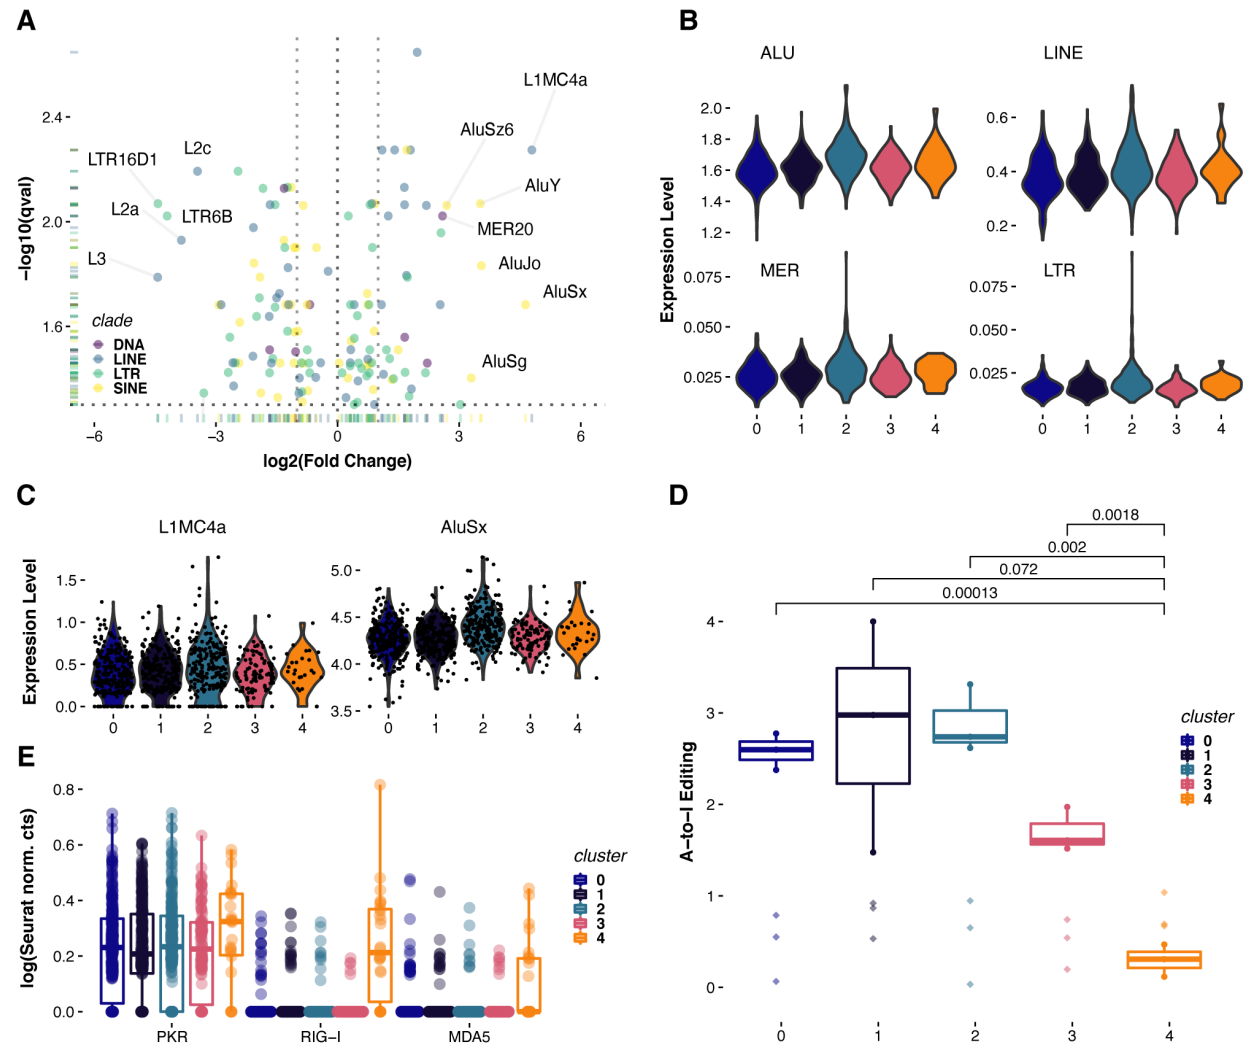 A
−log10(qval)
2.4
2.0
1.6
L1MC4a
AluSz6
L2c
LTR16D1
AluY
L2a
LTR6B
MER20
L3
AluJo
AluSx
AluSg
clade
DNA
LINE
LTR
SINE
−6
−3
0
3
6
log2(Fold Change)
B
Expression Level
ALU
2.0
1.8
1.6
1.4
1.2
LINE
0.6
0.4
0.2
MER
0.075
0.050
0.025
0 1 2 3 4
LTR
0.075
0.050
0.025
0 1 2 3 4
C
Expression Level
L1MC4a
1.5
1.0
0.5
0.0
0 1 2 3 4
AluSx
5.0
4.5
4.0
3.5
0 1 2 3 4
D
A−to−I Editing
0.0018
0.002
0.072
0.00013
4
3
2
1
0
0 1 2 3 4
cluster
0
1
2
3
4
E
log(Seurat norm. cts)
0.8
0.6
0.4
0.2
0.0
PKR
RIG−I
MDA5
cluster
0
1
2
3
4